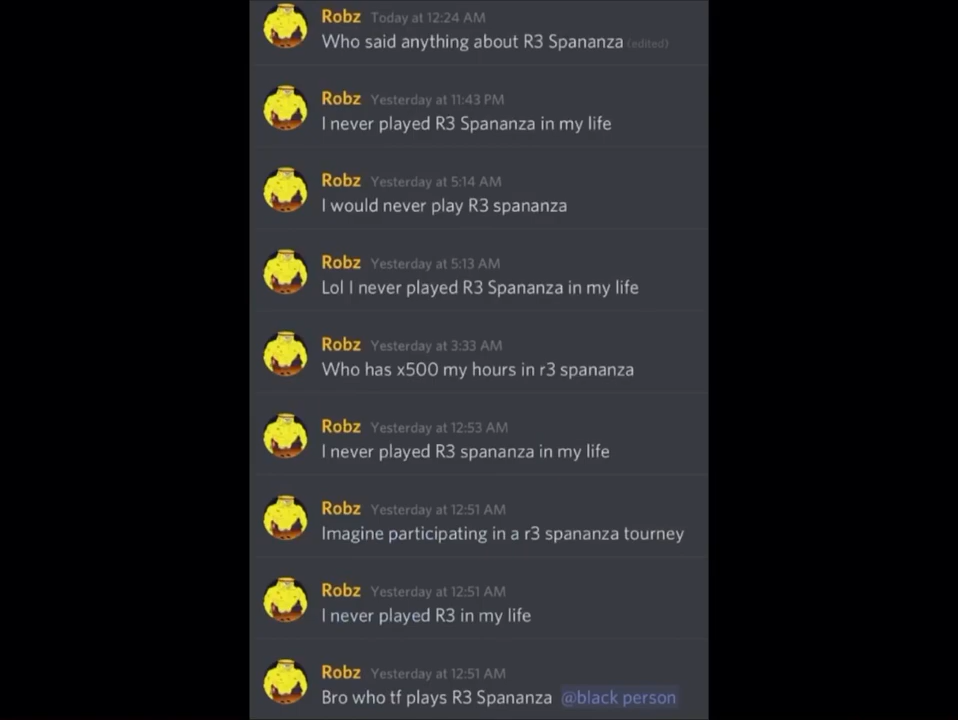 Robz Today at 12:24 AM
Who said anything about R3 Spananza (edited)
Robz Yesterday at 11:43 PM
I never played R3 Spananza in my life
Robz Yesterday at 5:14 AM
I would never play R3 spananza
Robz Yesterday at 5:13 AM
Lol I never played R3 Spananza in my life
Robz Yesterday at 3:33 AM
Who has x500 my hours in r3 spananza
Robz Yesterday at 12:53 AM
I never played R3 spananza in my life
Robz Yesterday at 12:51 AM
Imagine participating in a r3 spananza tourney
Robz Yesterday at 12:51 AM
I never played R3 in my life
Robz Yesterday at 12:51 AM
Bro who tf plays R3 Spananza @black person